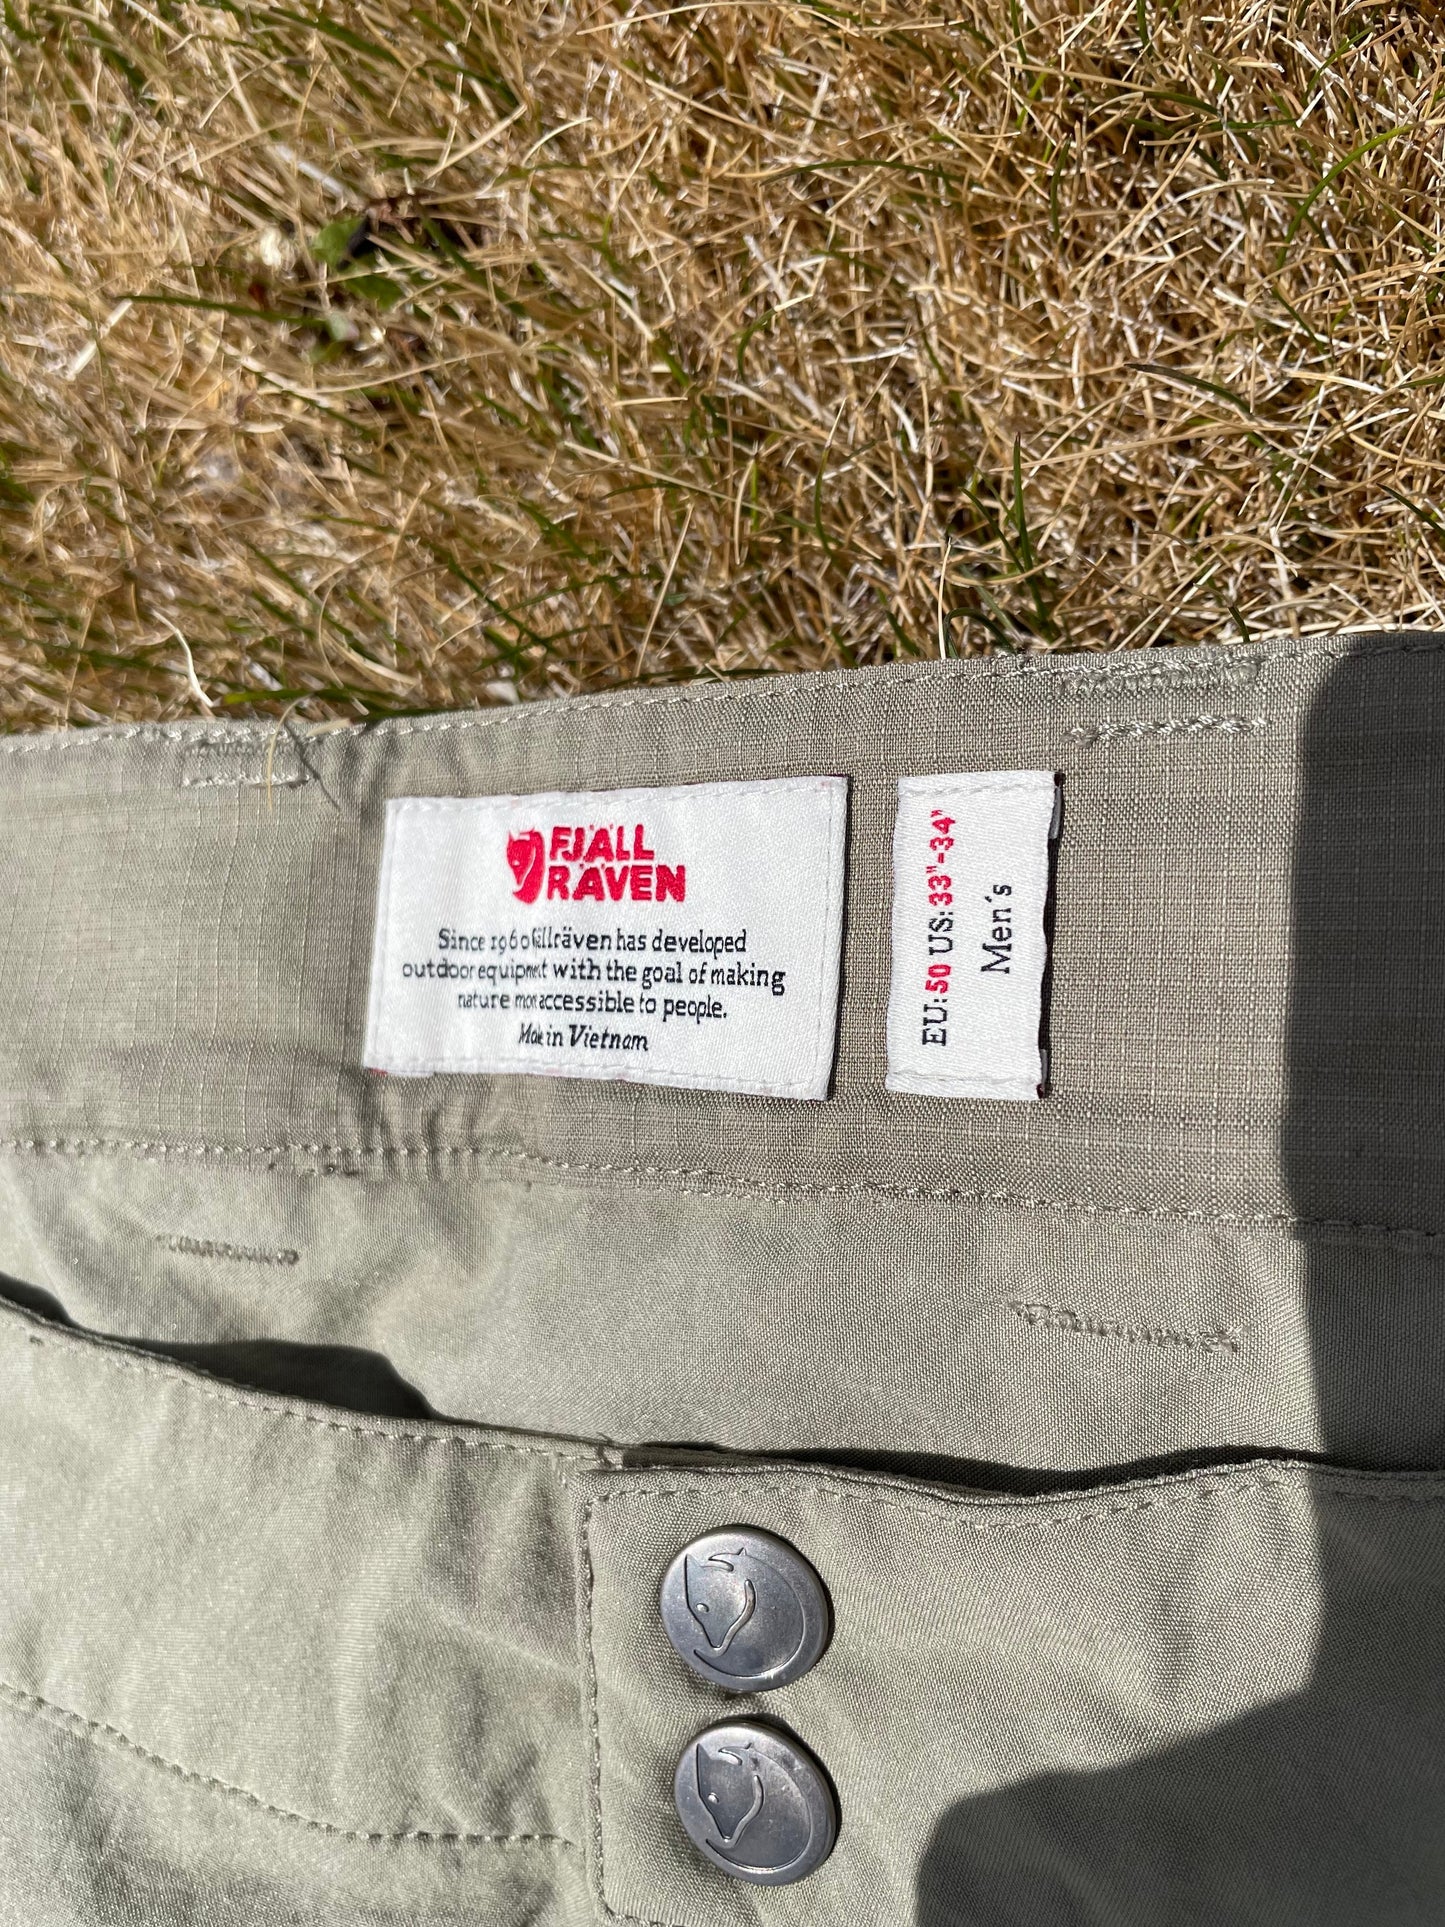 FJÄLL
RÄVEN
Since 1960 Fjällräven has developed
outdoor equipment with the goal of making
nature more accessible to people.
Made in Vietnam
EU: 50 US: 33"-34"
Men´s